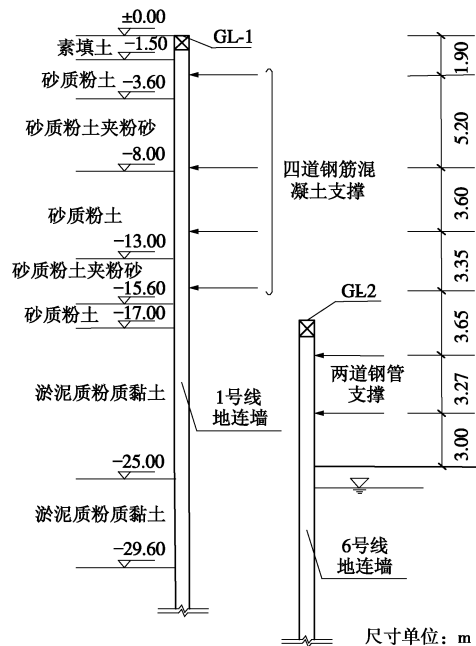 ±0.00
GL-1
素填土
−1.50
砂质粉土
−3.60
砂质粉土夹粉砂
−8.00
砂质粉土
−13.00
砂质粉土夹粉砂
−15.60
砂质粉土
−17.00
淤泥质粉质黏土
−25.00
淤泥质粉质黏土
−29.60
四道钢筋混
凝土支撑
GL2
两道钢管
支撑
1号线
地连墙
6号线
地连墙
1.90
5.20
3.60
3.35
3.65
3.27
3.00
尺寸单位：m